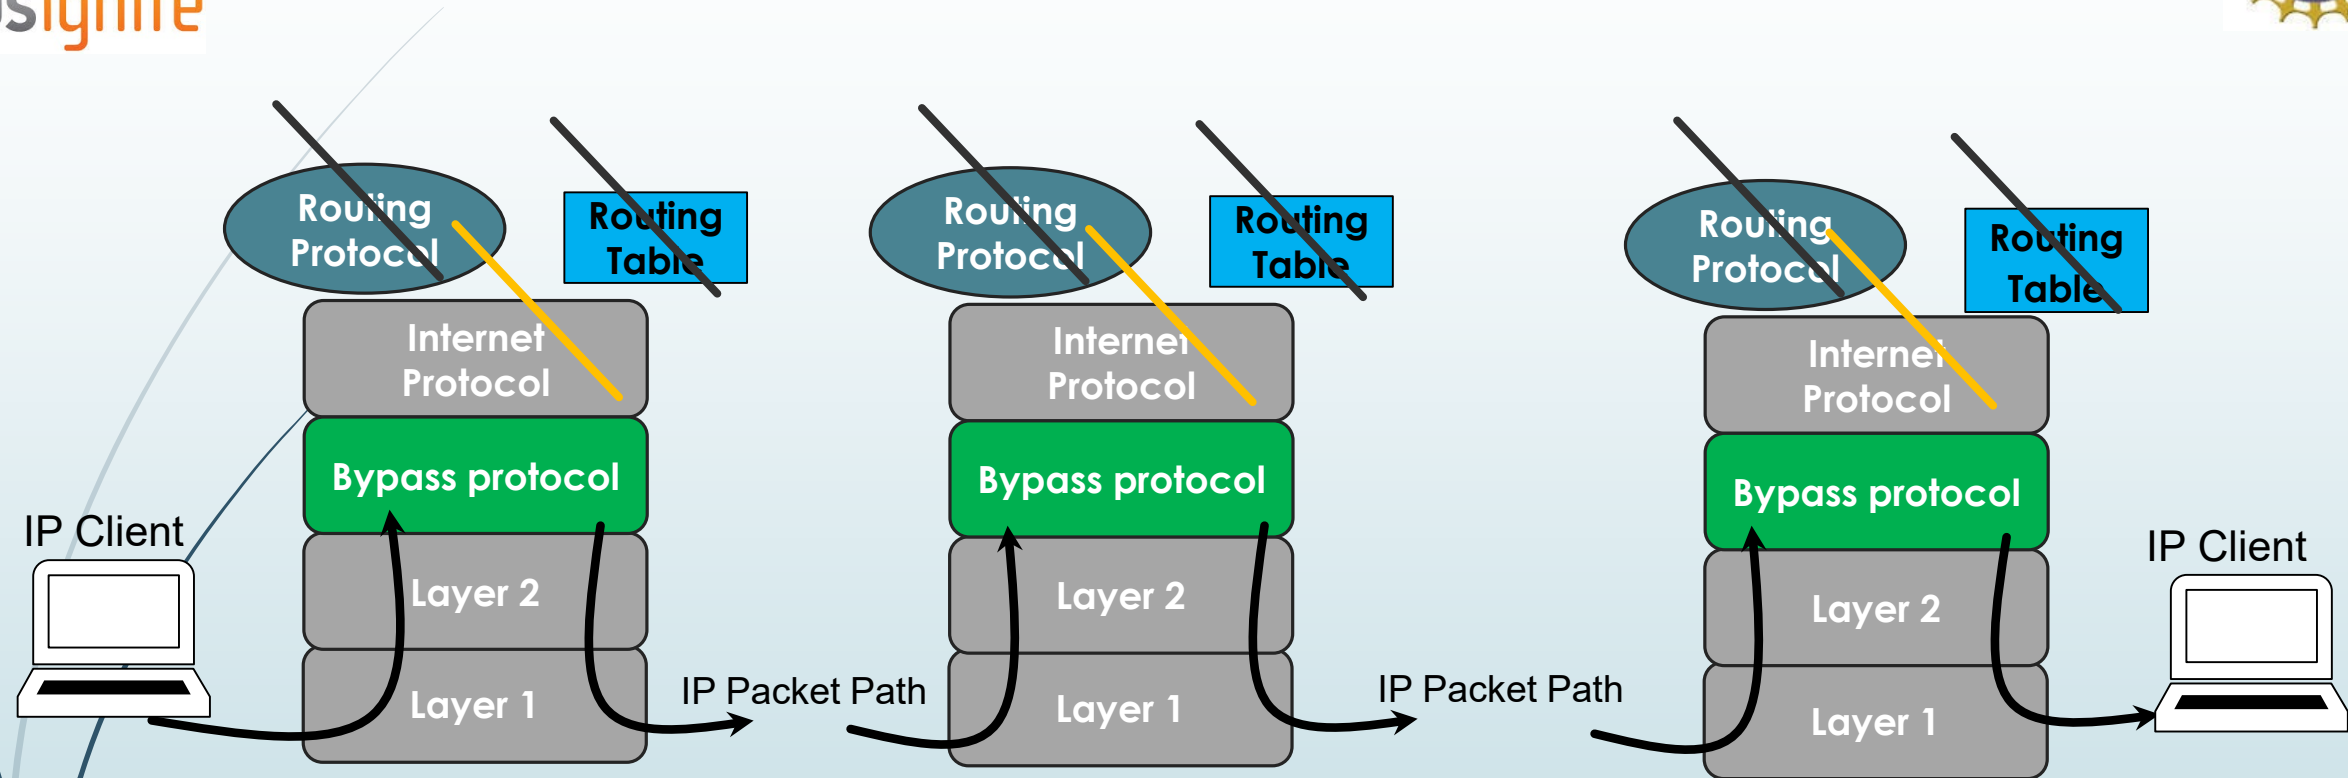 signite
Routing
Protocol
Routing
Table
Internet
Protocol
Bypass protocol
Layer 2
Layer 1
IP Client
IP Packet Path
Routing
Protocol
Routing
Table
Internet
Protocol
Bypass protocol
Layer 2
Layer 1
IP Packet Path
Routing
Protocol
Routing
Table
Internet
Protocol
Bypass protocol
Layer 2
Layer 1
IP Client